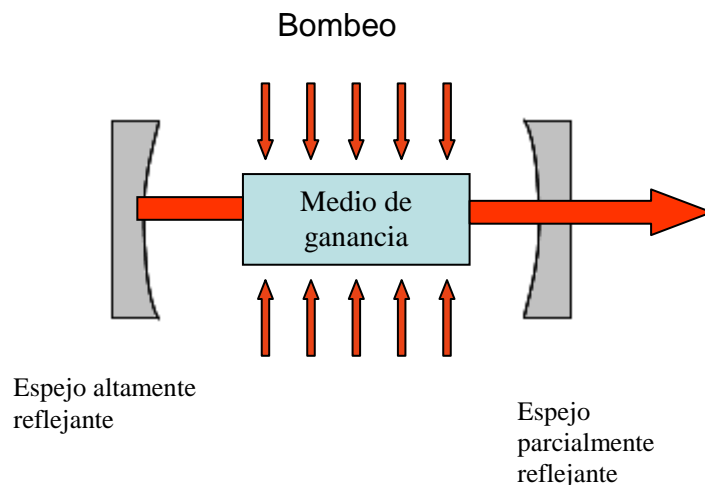 Bombeo
Medio de
ganancia
Espejo altamente
reflejante
Espejo
parcialmente
reflejante